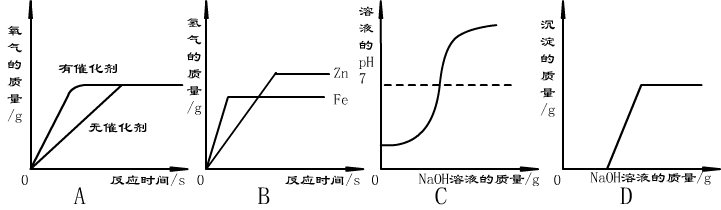 氧气的质量/g
有催化剂
无催化剂
0
反应时间/s
A
氢气的质量/g
Zn
Fe
0
反应时间/s
B
溶液的pH
7
0
NaOH溶液的质量/g
C
沉淀的质量/g
0
NaOH溶液的质量/g
D